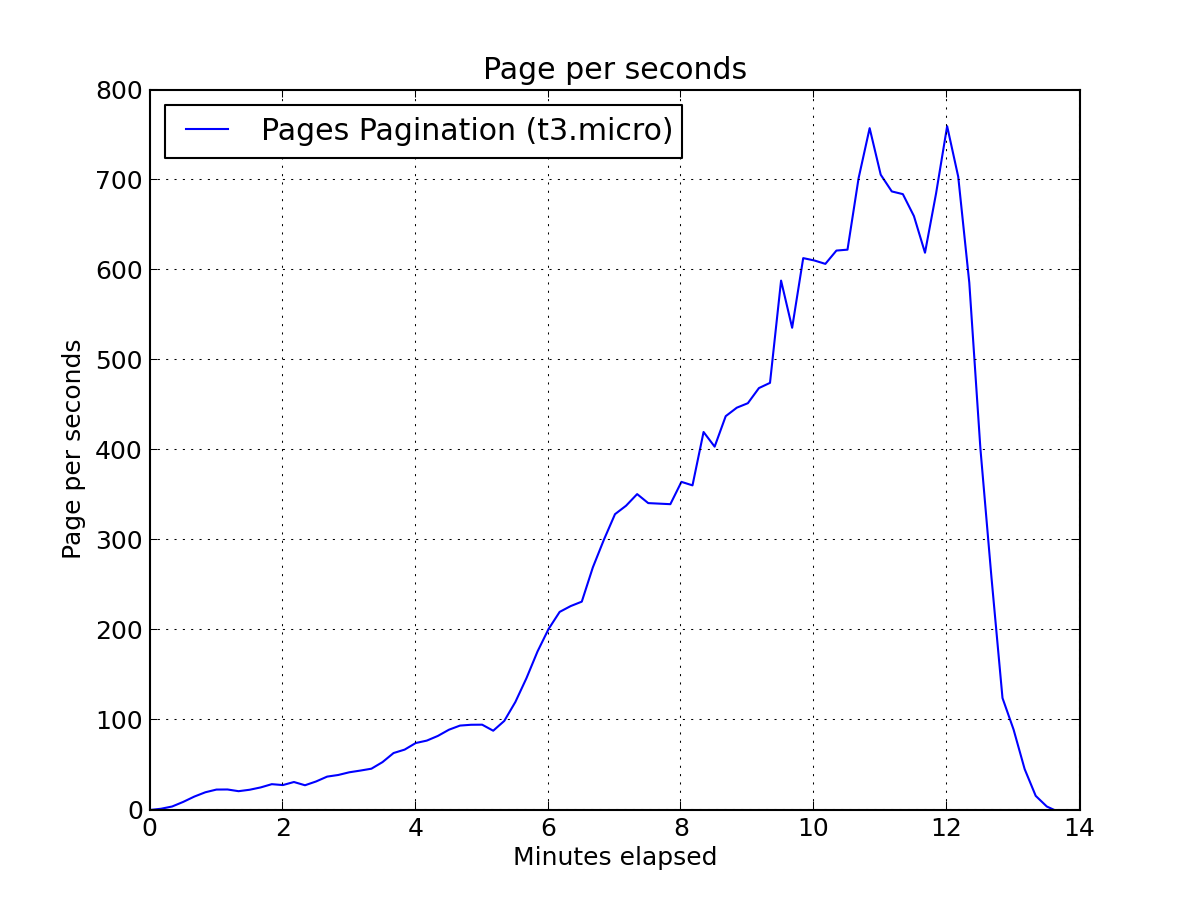 Page per seconds
Pages Pagination (t3.micro)
800
700
600
500
400
300
200
100
0
Page per seconds
0 2 4 6 8 10 12 14
Minutes elapsed